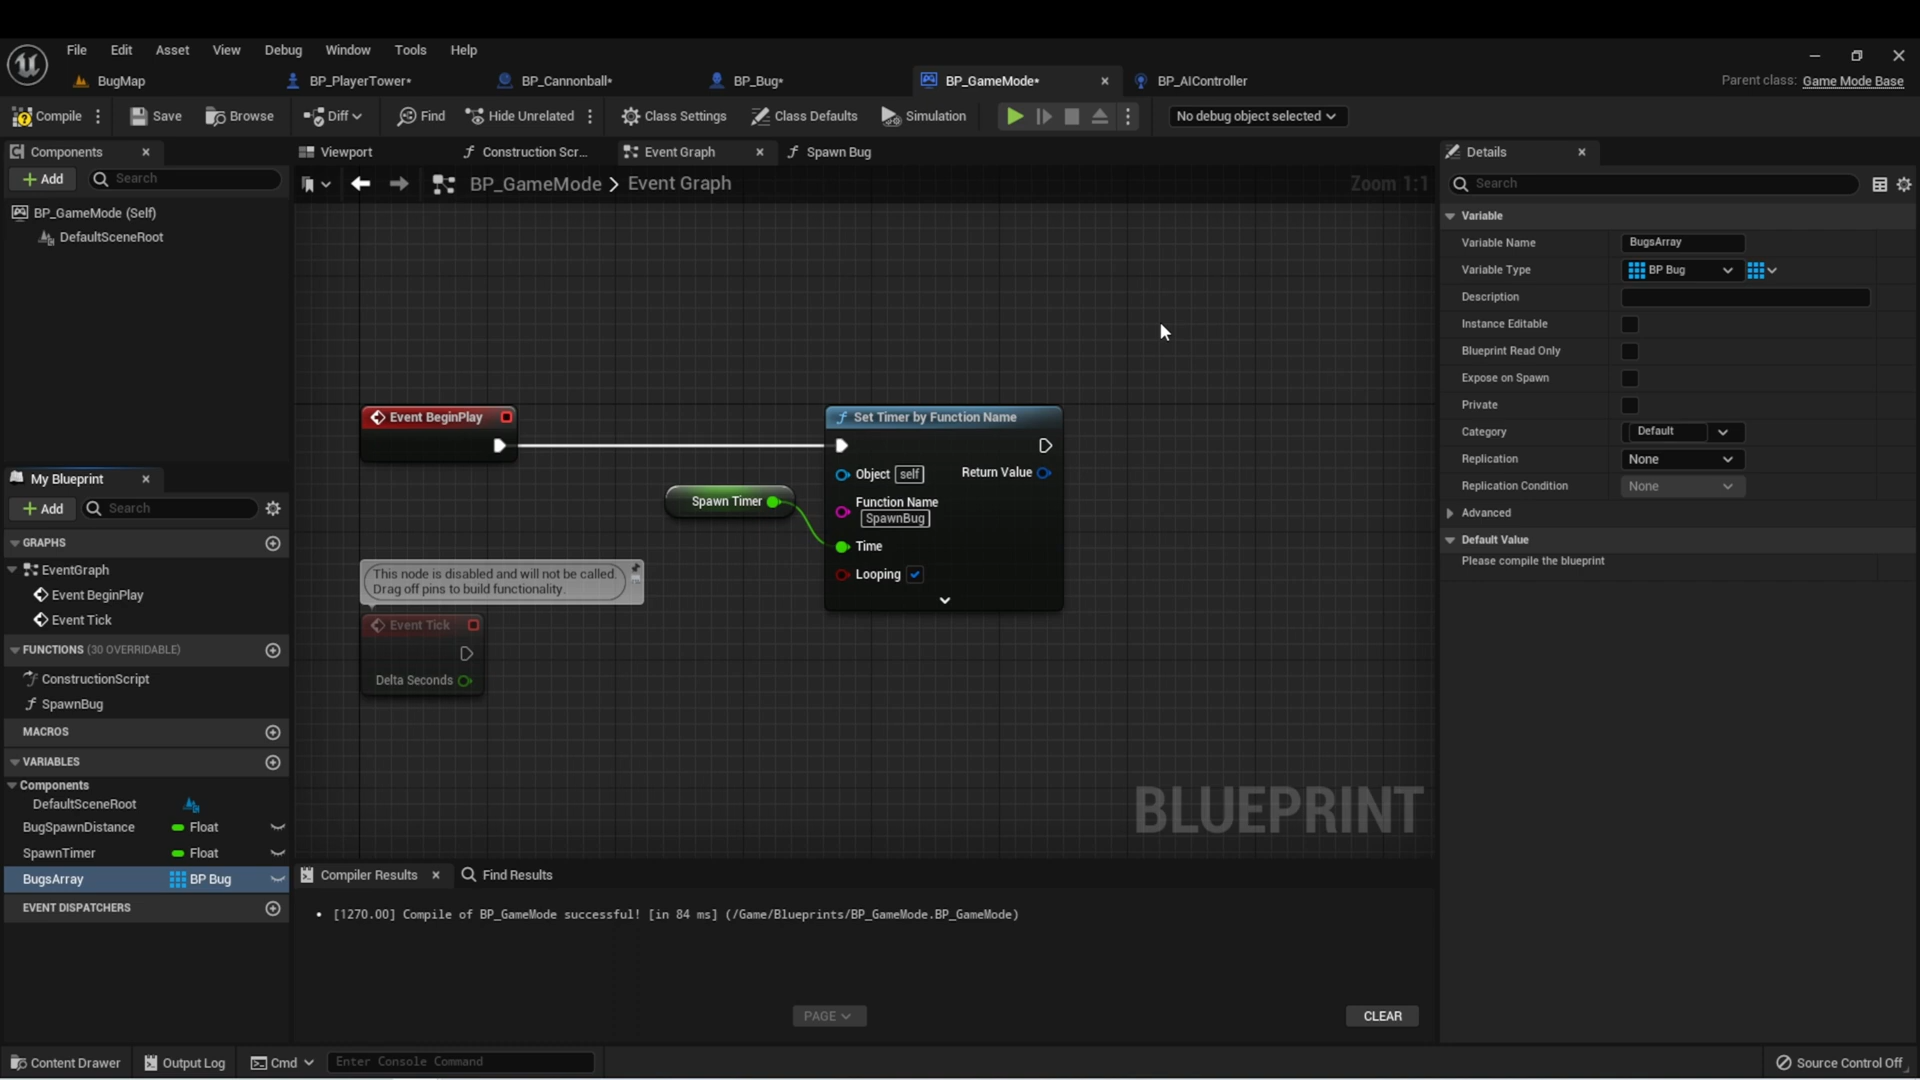 File Edit Asset View Debug Window Tools Help
BugMap BP_PlayerTower* BP_Cannonball* BP_Bug* BP_GameMode* BP_AIController
Parent class: Game Mode Base
Compile Save Browse Diff Find Hide Unrelated Class Settings Class Defaults Simulation No debug object selected
Components
Add Search
BP_GameMode (Self)
DefaultSceneRoot
My Blueprint
Add Search
GRAPHS
EventGraph
Event BeginPlay
Event Tick
FUNCTIONS (30 OVERRIDABLE)
ConstructionScript
SpawnBug
MACROS
VARIABLES
Components
DefaultSceneRoot
BugSpawnDistance Float
SpawnTimer Float
BugsArray BP Bug
EVENT DISPATCHERS
Viewport Construction Scr... Event Graph Spawn Bug
BP_GameMode > Event Graph
Zoom 1:1
Event BeginPlay
Spawn Timer
Set Timer by Function Name
Object self Return Value
Function Name
SpawnBug
Time
Looping
This node is disabled and will not be called.
Drag off pins to build functionality.
Event Tick
Delta Seconds
BLUEPRINT
Compiler Results Find Results
• [1270.00] Compile of BP_GameMode successful! [in 84 ms] (/Game/Blueprints/BP_GameMode.BP_GameMode)
PAGE CLEAR
Details
Search
Variable
Variable Name BugsArray
Variable Type BP Bug
Description
Instance Editable
Blueprint Read Only
Expose on Spawn
Private
Category Default
Replication None
Replication Condition None
Advanced
Default Value
Please compile the blueprint
Content Drawer Output Log Cmd Enter Console Command Source Control Off